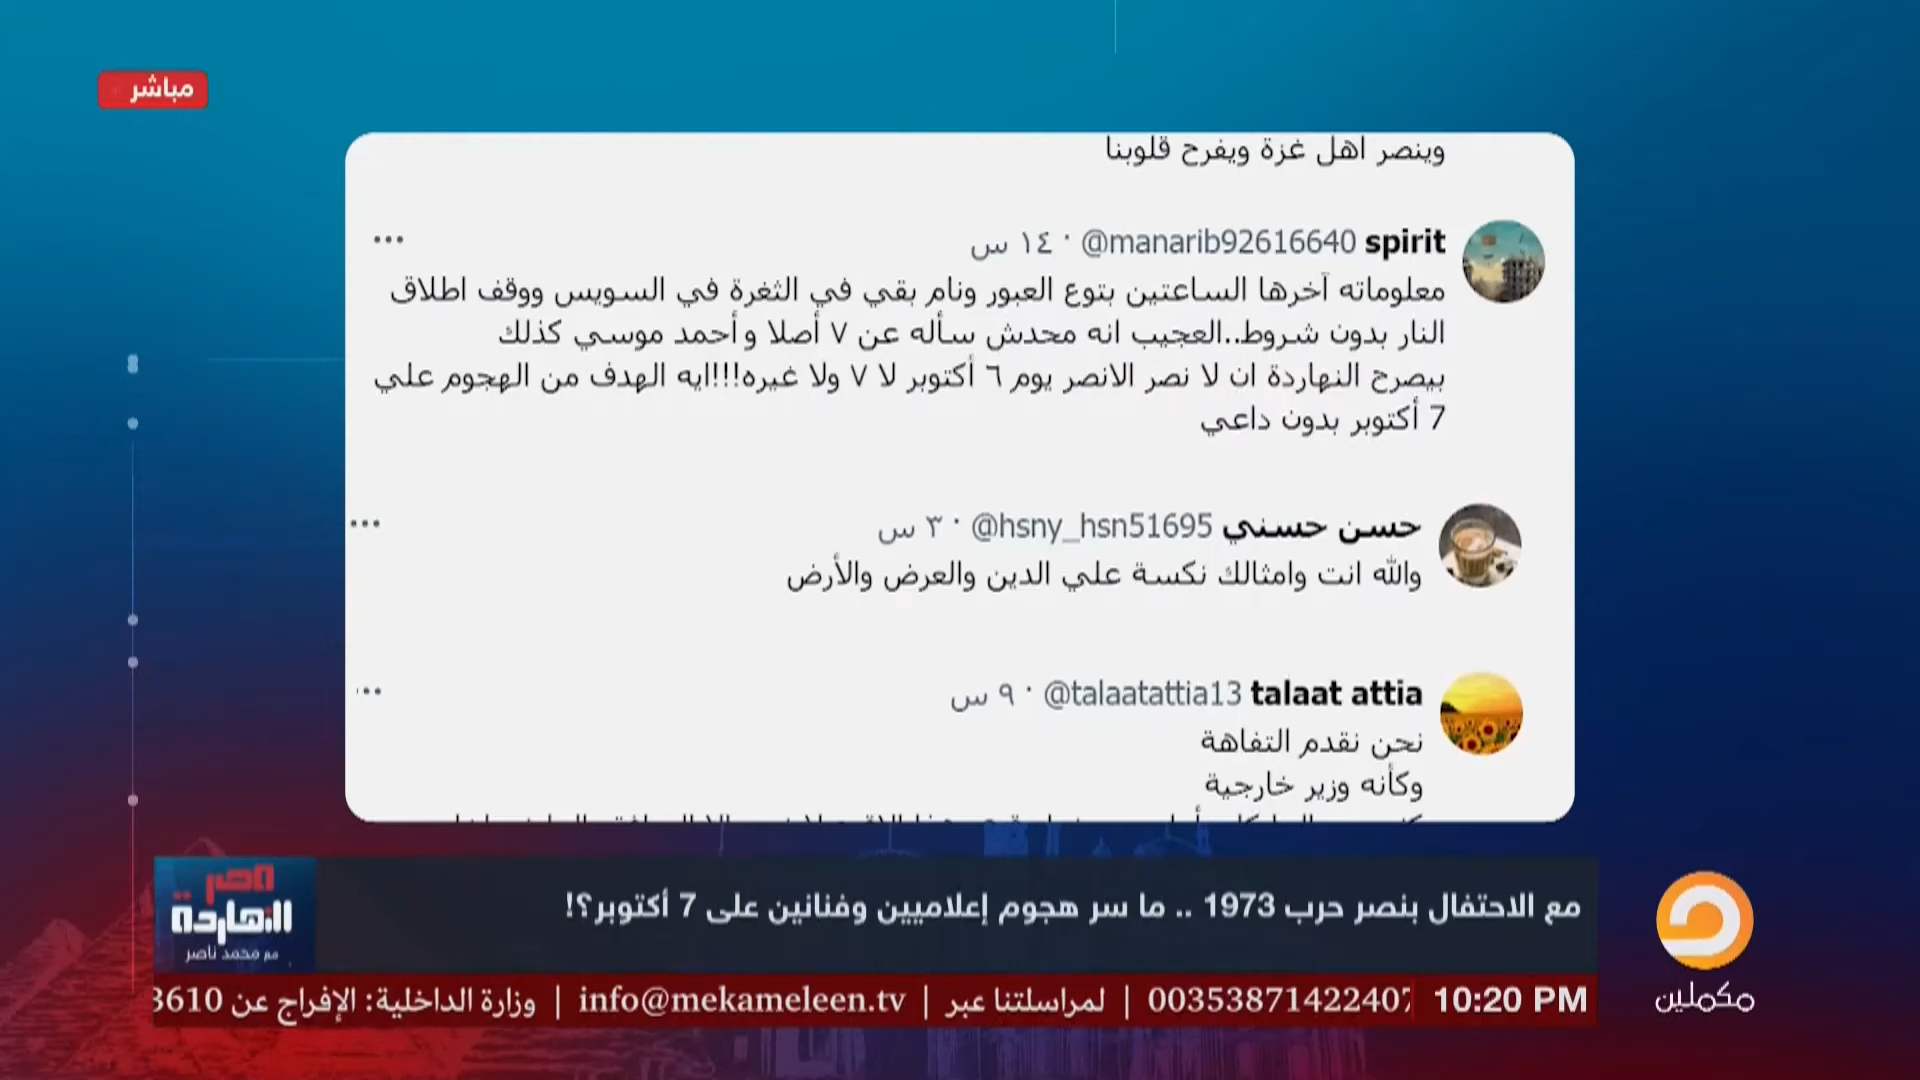 مباشر
وينصر اهل غزة ويفرح قلوبنا
spirit @manarib92616640 · ١٤ س
معلوماته آخرها الساعتين بتوع العبور ونام بقي في الثغرة في السويس ووقف اطلاق
النار بدون شروط..العجيب انه محدش سأله عن ٧ أصلا و أحمد موسي كذلك
بيصرح النهاردة ان لا نصر الانصر يوم ٦ أكتوبر لا ٧ ولا غيره!!!ايه الهدف من الهجوم علي
7 أكتوبر بدون داعي
حسن حسني @hsny_hsn51695 · ٣ س
والله انت وامثالك نكسة علي الدين والعرض والأرض
talaat attia @talaatattia13 · ٩ س
نحن نقدم التفاهة
وكأنه وزير خارجية
مع الاحتفال بنصر حرب 1973 .. ما سر هجوم إعلاميين وفنانين على 7 أكتوبر؟!
مصر
النهاردة
مع محمد ناصر
10:20 PM
0035387142240 | لمراسلتنا عبر | info@mekameleen.tv | وزارة الداخلية: الإفراج عن 3610
مكملين